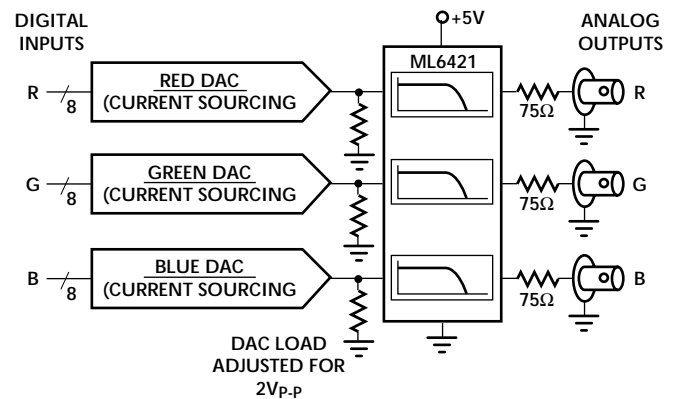 DIGITAL
INPUTS
+5V
ANALOG
OUTPUTS
ML6421
R
8
RED DAC
(CURRENT SOURCING
75Ω
R
G
8
GREEN DAC
(CURRENT SOURCING
75Ω
G
B
8
BLUE DAC
(CURRENT SOURCING
75Ω
B
DAC LOAD
ADJUSTED FOR
2VP-P